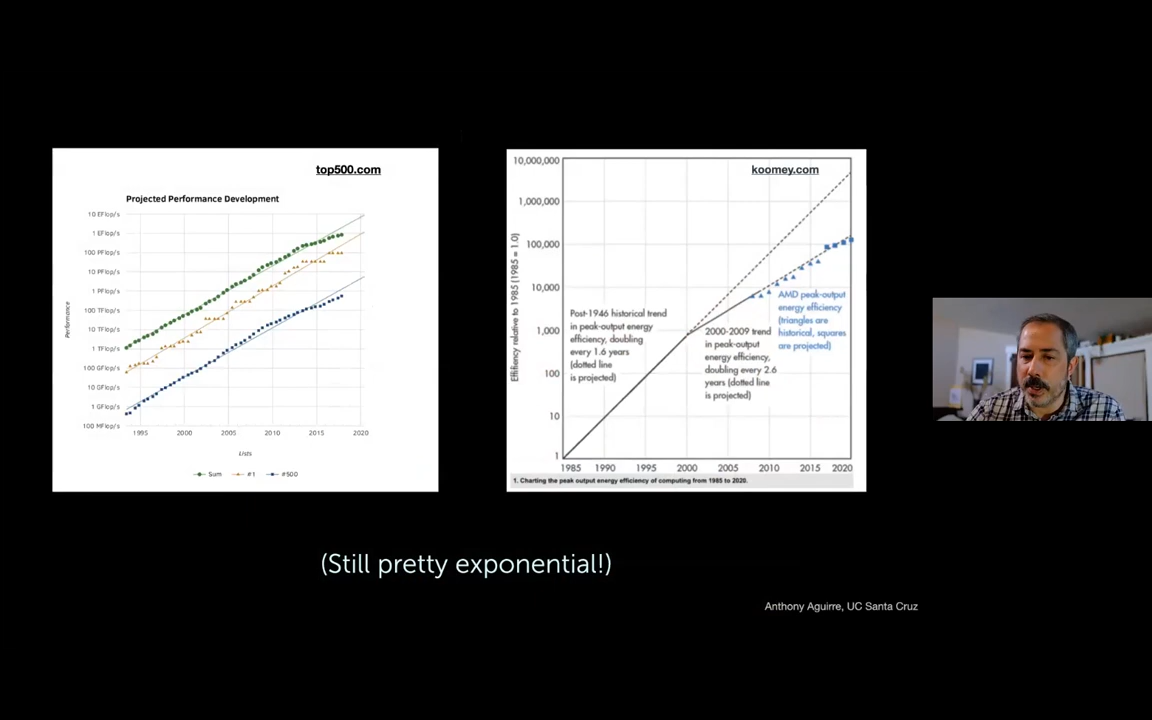 top500.com
Projected Performance Development
10 EFlop/s
1 EFlop/s
100 PFlop/s
10 PFlop/s
1 PFlop/s
100 TFlop/s
10 TFlop/s
1 TFlop/s
100 GFlop/s
10 GFlop/s
1 GFlop/s
100 MFlop/s
Performance
1995 2000 2005 2010 2015 2020
Lists
Sum #1 #500
koomey.com
10,000,000
1,000,000
100,000
10,000
1,000
100
10
1
Efficiency relative to 1985 (1985 = 1.0)
Post-1946 historical trend
in peak-output energy
efficiency, doubling
every 1.6 years
(dotted line
is projected)
2000-2009 trend
in peak-output
energy efficiency,
doubling every 2.6
years (dotted line
is projected)
AMD peak-output
energy efficiency
(triangles are
historical, squares
are projected)
1985 1990 1995 2000 2005 2010 2015 2020
1. Charting the peak output energy efficiency of computing from 1985 to 2020.
(Still pretty exponential!)
Anthony Aguirre, UC Santa Cruz